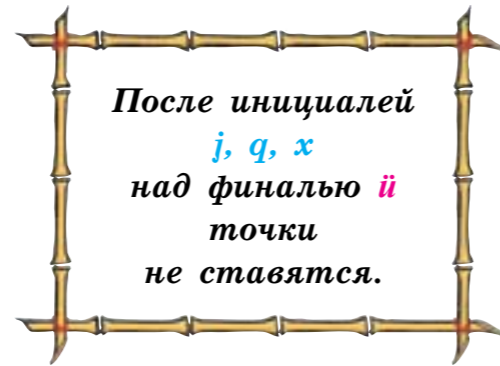 После инициалей
j, q, x
над финалью ü
точки
не ставятся.